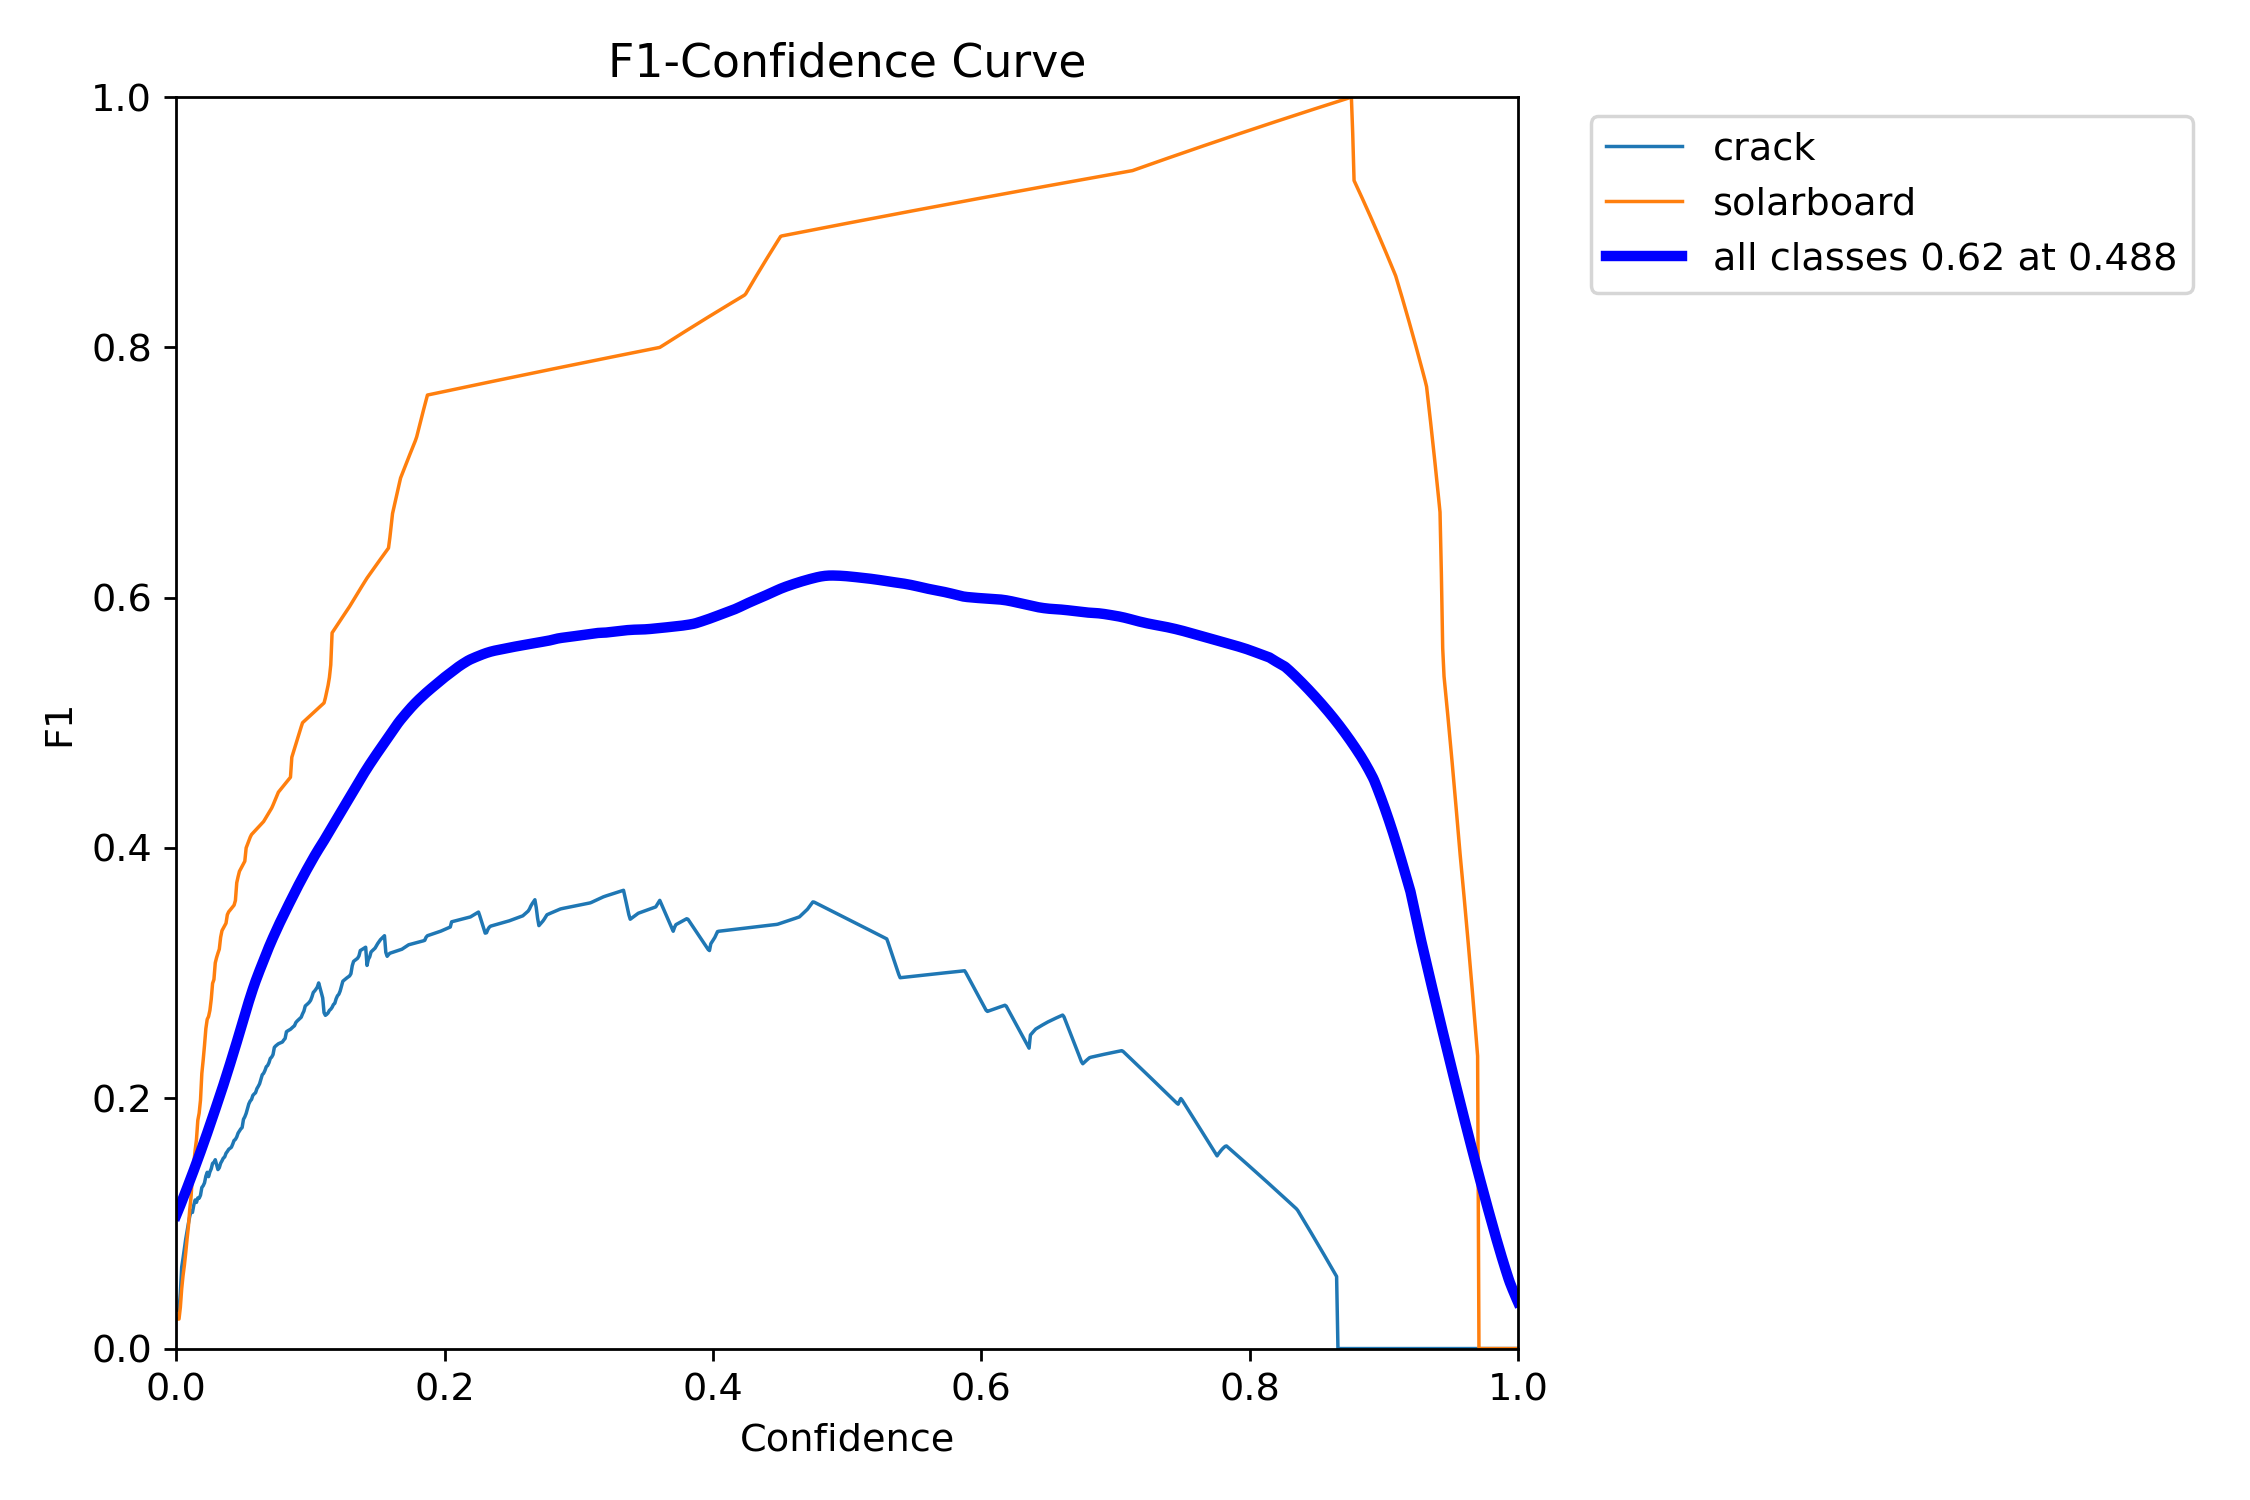 F1-Confidence Curve
1.0
0.8
0.6
0.4
0.2
0.0
F1
0.0 0.2 0.4 0.6 0.8 1.0
Confidence
crack
solarboard
all classes 0.62 at 0.488